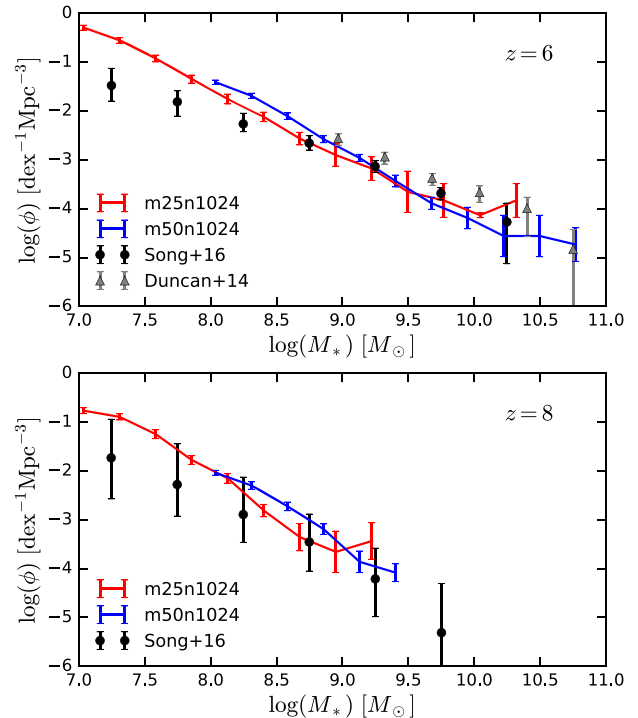 0
−1
−2
−3
−4
−5
−6
log(ϕ) [dex⁻¹Mpc⁻³]
z = 6
m25n1024
m50n1024
Song+16
Duncan+14
7.0 7.5 8.0 8.5 9.0 9.5 10.0 10.5 11.0
log(M∗) [M⊙]
0
−1
−2
−3
−4
−5
−6
log(ϕ) [dex⁻¹Mpc⁻³]
z = 8
m25n1024
m50n1024
Song+16
7.0 7.5 8.0 8.5 9.0 9.5 10.0 10.5 11.0
log(M∗) [M⊙]